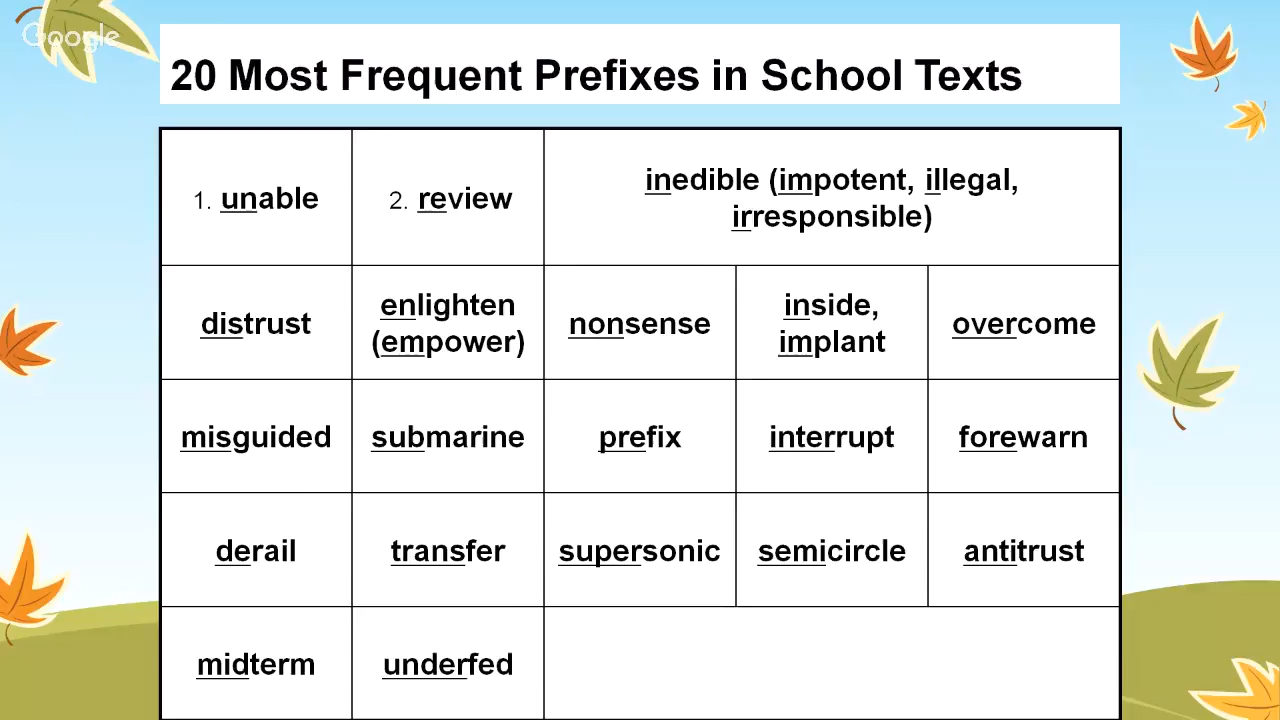 Google
20 Most Frequent Prefixes in School Texts
1. unable
2. review
inedible (impotent, illegal,
irresponsible)
distrust
enlighten
(empower)
nonsense
inside,
implant
overcome
misguided
submarine
prefix
interrupt
forewarn
derail
transfer
supersonic
semicircle
antitrust
midterm
underfed